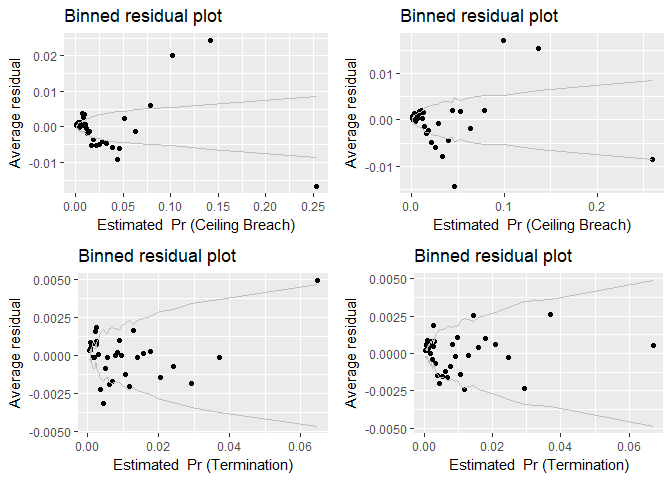 Binned residual plot
Average residual
0.02
0.01
0.00
-0.01
0.00 0.05 0.10 0.15 0.20 0.25
Estimated Pr (Ceiling Breach)
Binned residual plot
Average residual
0.01
0.00
-0.01
0.0 0.1 0.2
Estimated Pr (Ceiling Breach)
Binned residual plot
Average residual
0.0050
0.0025
0.0000
-0.0025
-0.0050
0.00 0.02 0.04 0.06
Estimated Pr (Termination)
Binned residual plot
Average residual
0.0050
0.0025
0.0000
-0.0025
-0.0050
0.00 0.02 0.04 0.06
Estimated Pr (Termination)